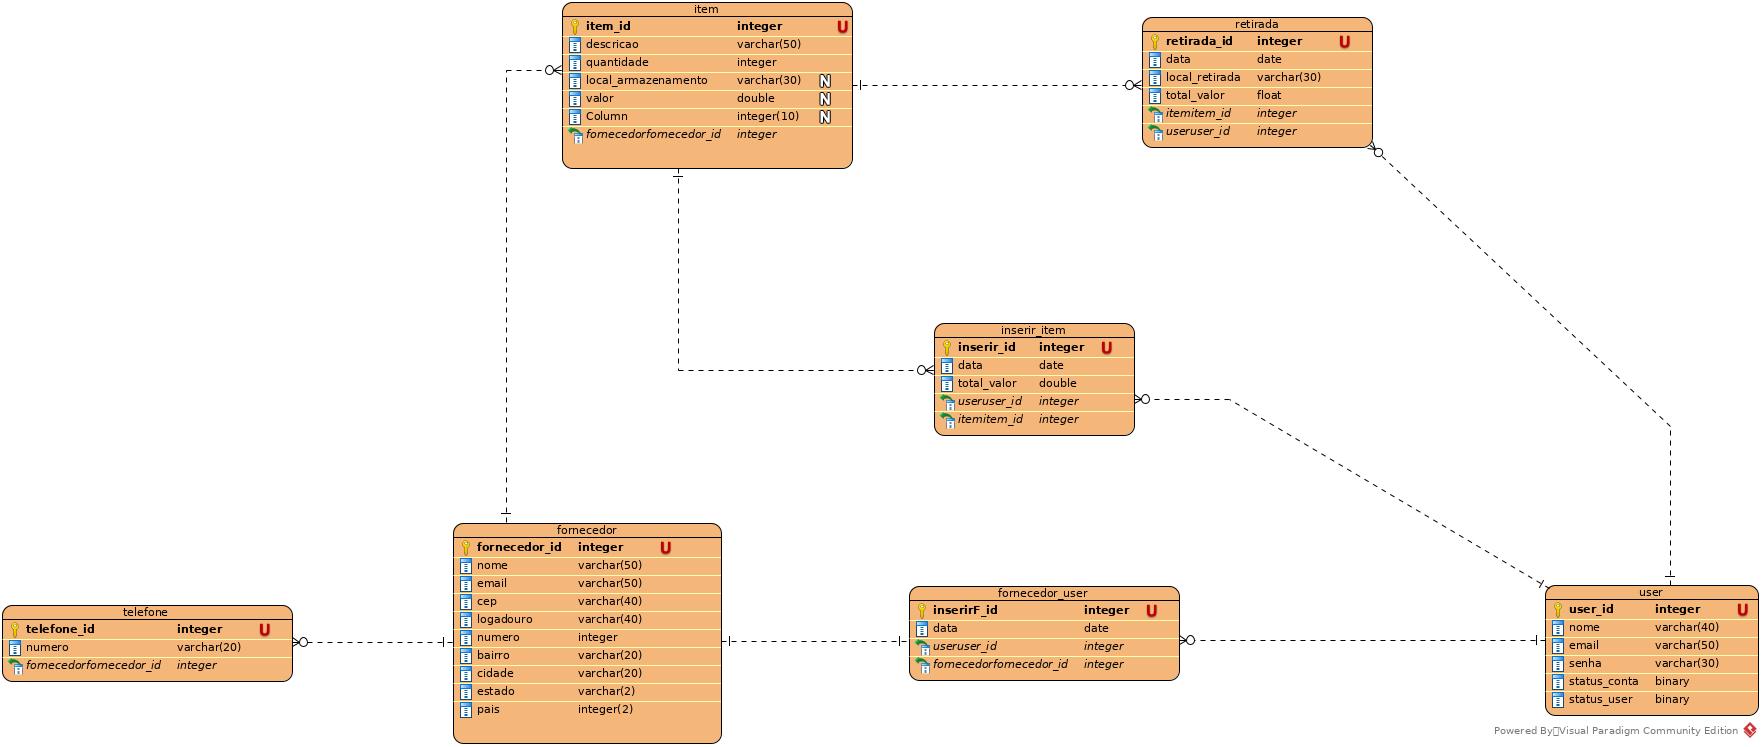 item
item_id integer U
descricao varchar(50)
quantidade integer
local_armazenamento varchar(30) N
valor double N
Column integer(10) N
fornecedorfornecedor_id integer
retirada
retirada_id integer U
data date
local_retirada varchar(30)
total_valor float
itemitem_id integer
useruser_id integer
inserir_item
inserir_id integer U
data date
total_valor double
useruser_id integer
itemitem_id integer
telefone
telefone_id integer U
numero varchar(20)
fornecedorfornecedor_id integer
fornecedor
fornecedor_id integer U
nome varchar(50)
email varchar(50)
cep varchar(40)
logadouro varchar(40)
numero integer
bairro varchar(20)
cidade varchar(20)
estado varchar(2)
pais integer(2)
fornecedor_user
inserirF_id integer U
data date
useruser_id integer
fornecedorfornecedor_id integer
user
user_id integer U
nome varchar(40)
email varchar(50)
senha varchar(30)
status_conta binary
status_user binary
Powered By Visual Paradigm Community Edition